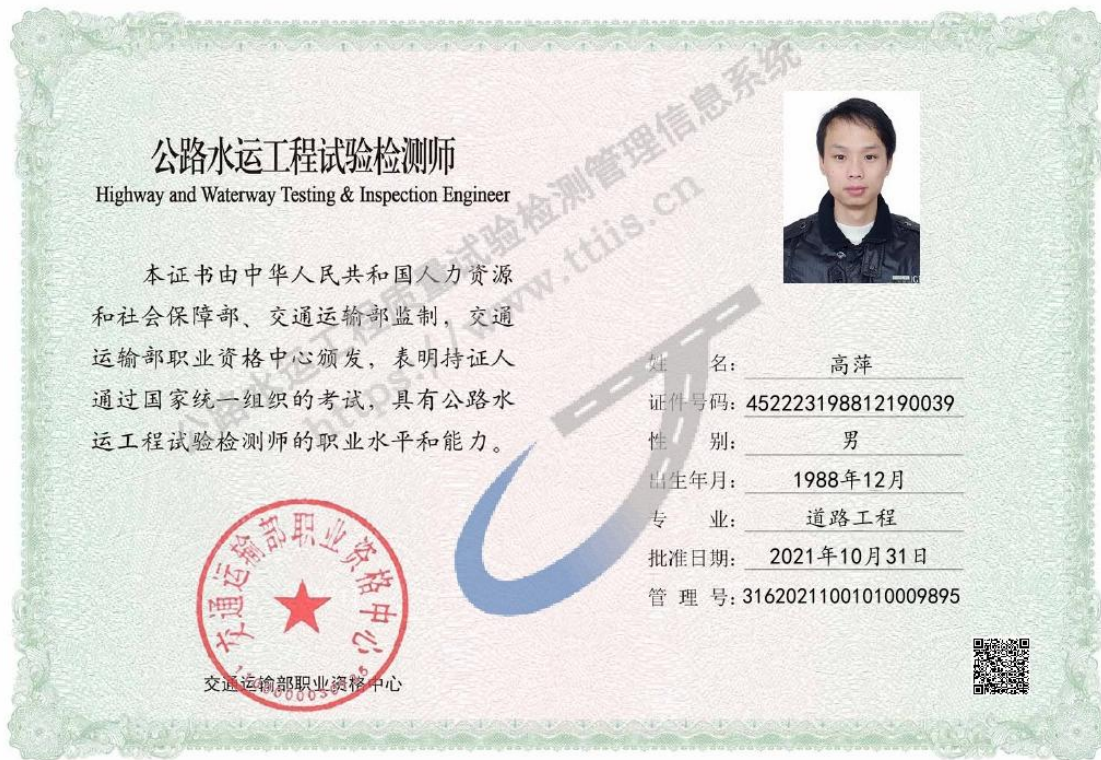 公路水运工程试验检测师
Highway and Waterway Testing & Inspection Engineer
本证书由中华人民共和国人力资源
和社会保障部、交通运输部监制，交通
运输部职业资格中心颁发，表明持证人
通过国家统一组织的考试，具有公路水
运工程试验检测师的职业水平和能力。
交通运输部职业资格中心
交通运输部职业资格中心
姓 名：高萍
证件号码：452223198812190039
性 别：男
出生年月：1988年12月
专 业：道路工程
批准日期：2021年10月31日
管 理 号：31620211001010009895
公路水运工程质量试验检测管理信息系统
https://www.ttiis.cn